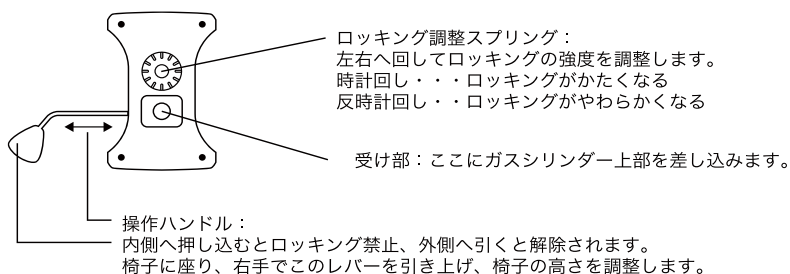 ロッキング調整スプリング：
左右へ回してロッキングの強度を調整します。
時計回し・・・ロッキングがかたくなる
反時計回し・・ロッキングがやわらかくなる
受け部：ここにガスシリンダー上部を差し込みます。
操作ハンドル：
内側へ押し込むとロッキング禁止、外側へ引くと解除されます。
椅子に座り、右手でこのレバーを引き上げ、椅子の高さを調整します。